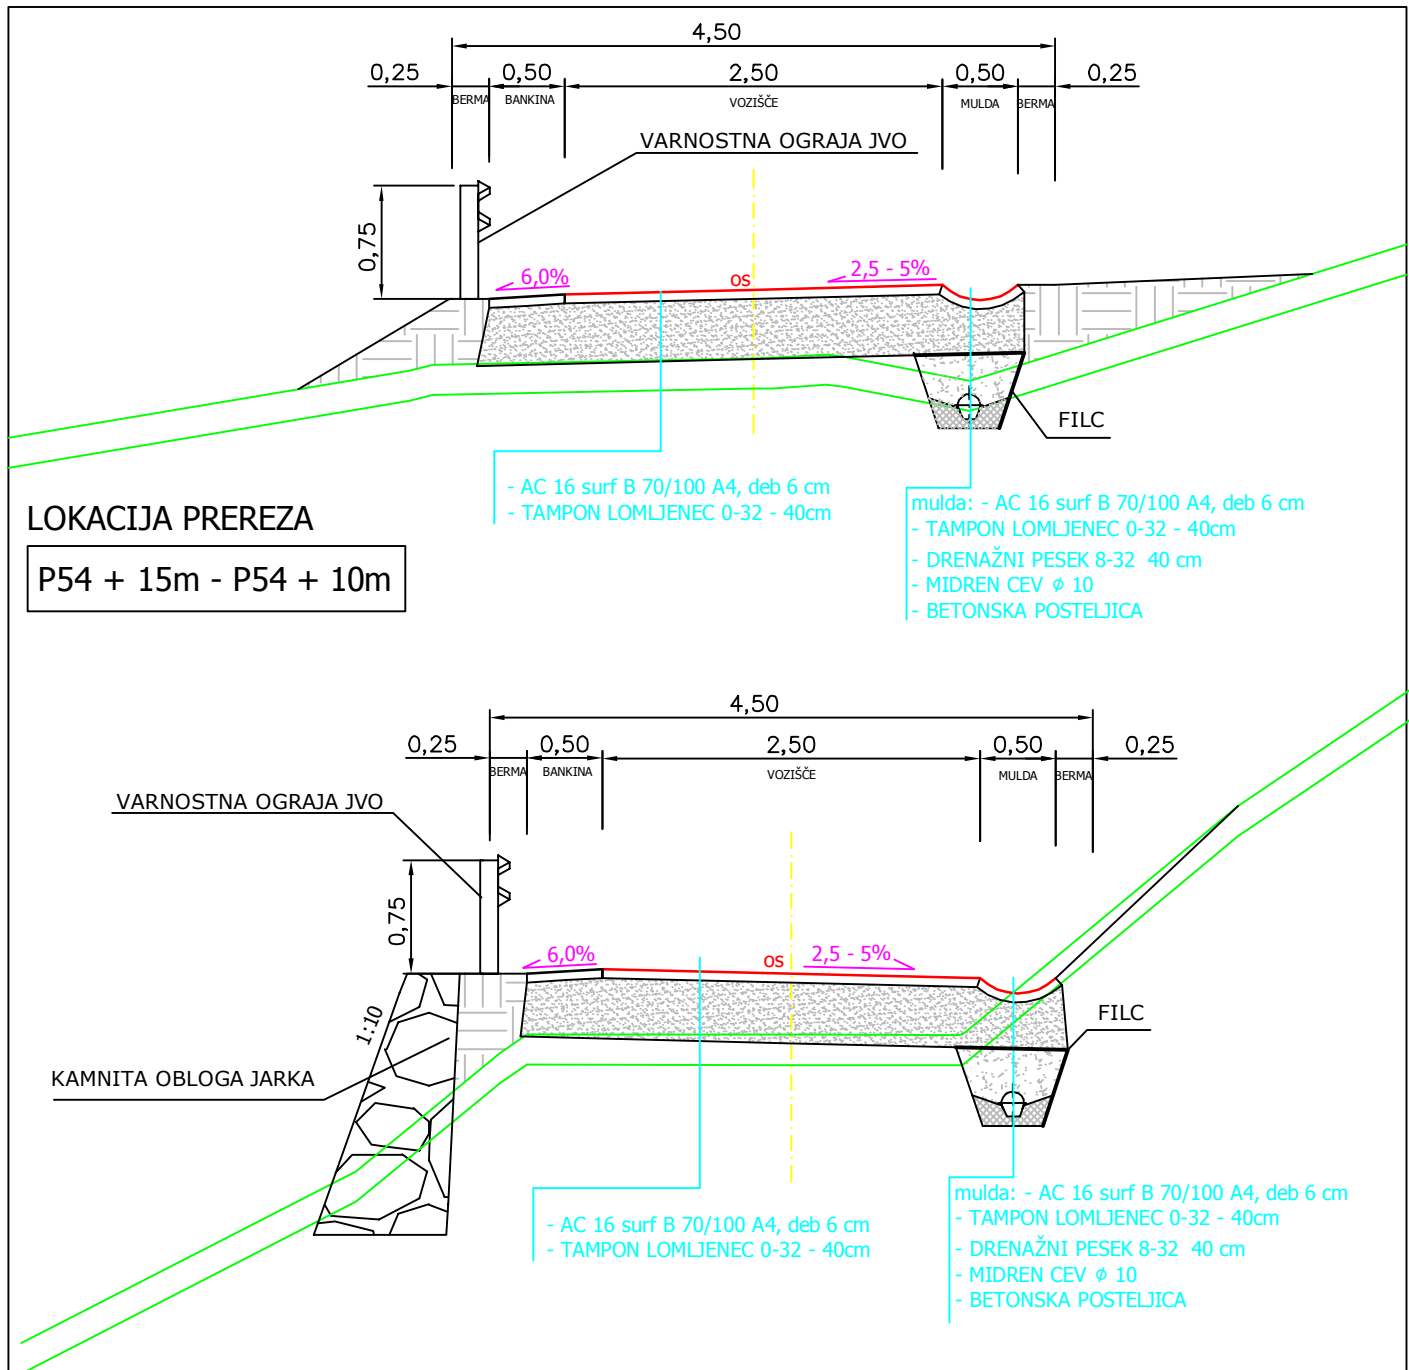 4,50
0,25 0,50 2,50 0,50 0,25
BERMA BANKINA VOZIŠČE MULDA BERMA
VARNOSTNA OGRAJA JVO
0,75
6,0% os 2,5 - 5%
FILC
- AC 16 surf B 70/100 A4, deb 6 cm
- TAMPON LOMLJENEC 0-32 - 40cm
mulda: - AC 16 surf B 70/100 A4, deb 6 cm
- TAMPON LOMLJENEC 0-32 - 40cm
- DRENAŽNI PESEK 8-32 40 cm
- MIDREN CEV ϕ 10
- BETONSKA POSTELJICA
LOKACIJA PREREZA
P54 + 15m - P54 + 10m
4,50
0,25 0,50 2,50 0,50 0,25
BERMA BANKINA VOZIŠČE MULDA BERMA
VARNOSTNA OGRAJA JVO
0,75
6,0% os 2,5 - 5%
1:10
FILC
KAMNITA OBLOGA JARKA
- AC 16 surf B 70/100 A4, deb 6 cm
- TAMPON LOMLJENEC 0-32 - 40cm
mulda: - AC 16 surf B 70/100 A4, deb 6 cm
- TAMPON LOMLJENEC 0-32 - 40cm
- DRENAŽNI PESEK 8-32 40 cm
- MIDREN CEV ϕ 10
- BETONSKA POSTELJICA